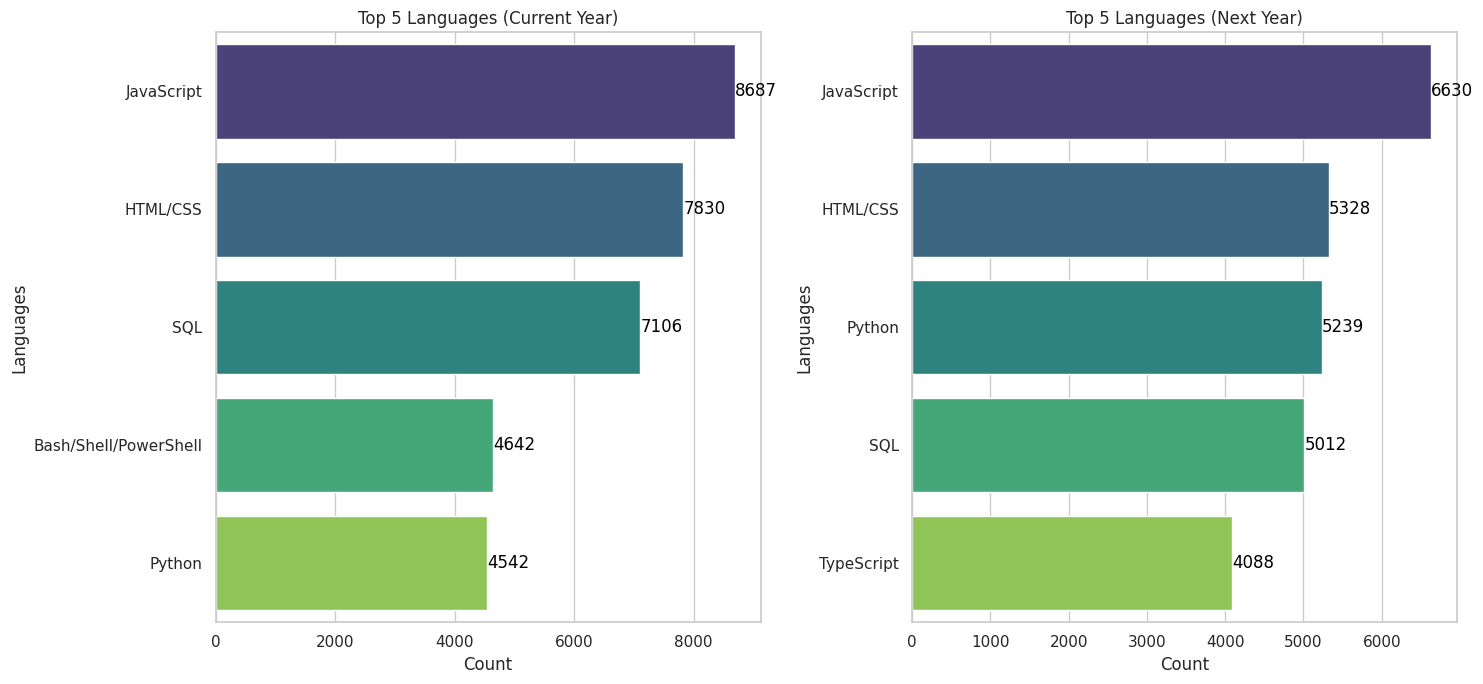 Top 5 Languages (Current Year)
Languages
JavaScript
8687
HTML/CSS
7830
SQL
7106
Bash/Shell/PowerShell
4642
Python
4542
0 2000 4000 6000 8000
Count
Top 5 Languages (Next Year)
Languages
JavaScript
6630
HTML/CSS
5328
Python
5239
SQL
5012
TypeScript
4088
0 1000 2000 3000 4000 5000 6000
Count